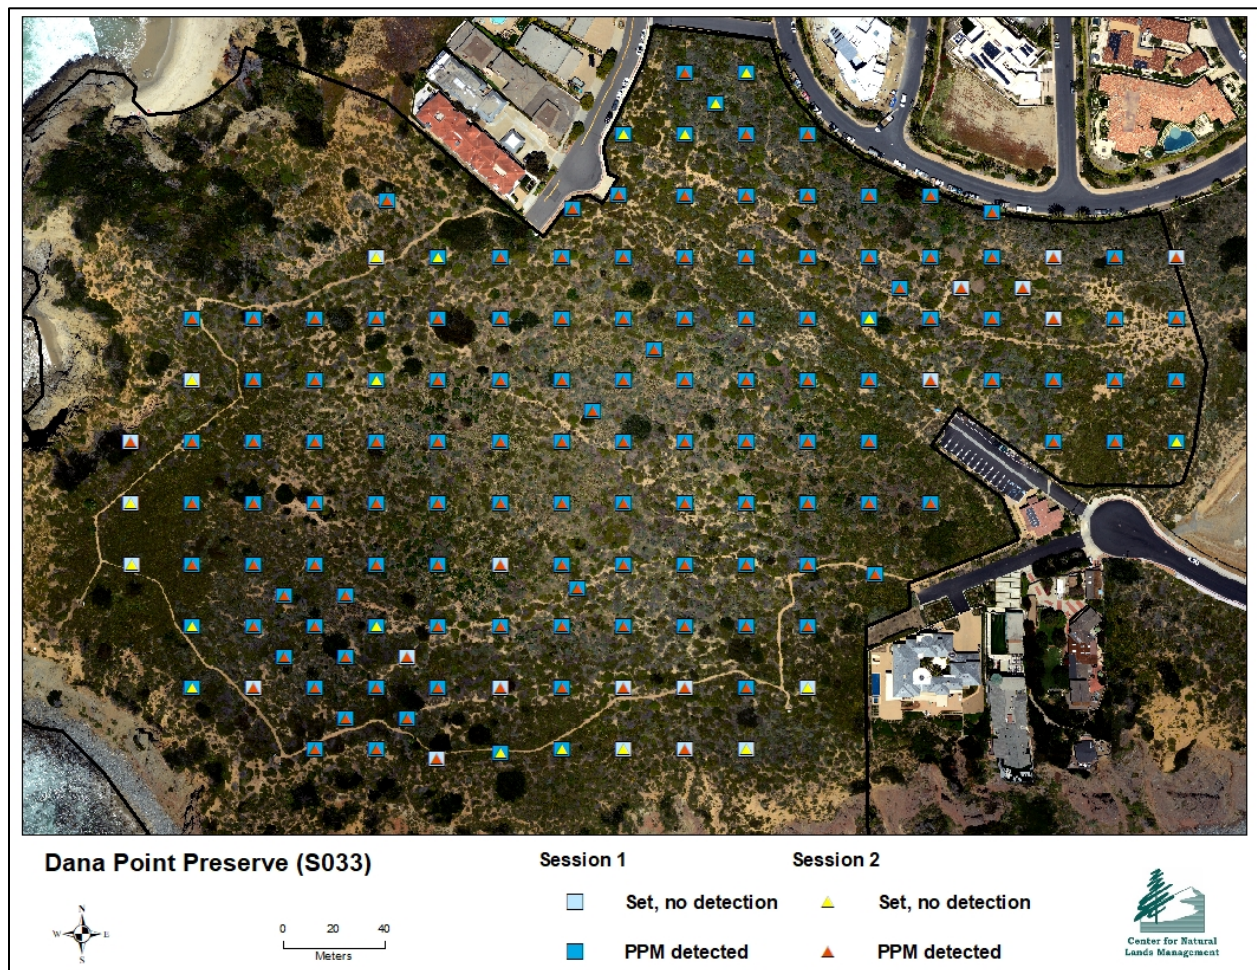 Dana Point Preserve (S033)
N
W E
S
0 20 40
Meters
Session 1 Session 2
Set, no detection Set, no detection
PPM detected PPM detected
Center for Natural
Lands Management